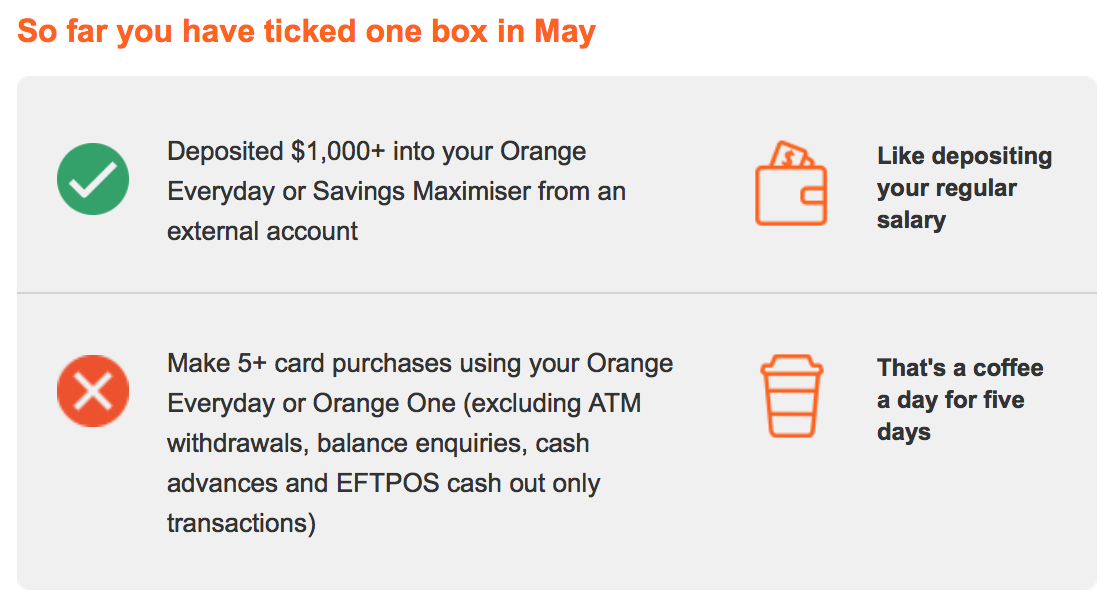 So far you have ticked one box in May
Deposited $1,000+ into your Orange
Everyday or Savings Maximiser from an
external account
Like depositing
your regular
salary
Make 5+ card purchases using your Orange
Everyday or Orange One (excluding ATM
withdrawals, balance enquiries, cash
advances and EFTPOS cash out only
transactions)
That's a coffee
a day for five
days